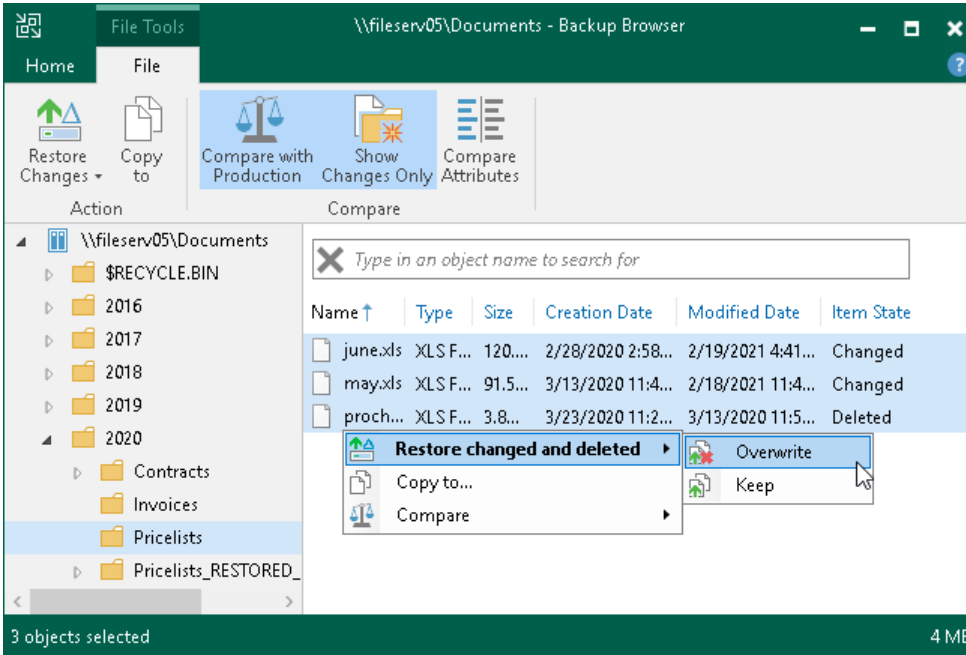 File Tools
\\fileserv05\Documents - Backup Browser
Home File
?
Restore Changes
Copy to
Compare with Production
Show Changes Only
Compare Attributes
Action
Compare
\\fileserv05\Documents
$RECYCLE.BIN
2016
2017
2018
2019
2020
Contracts
Invoices
Pricelists
Pricelists_RESTORED_
Type in an object name to search for
Name Type Size Creation Date Modified Date Item State
june.xls XLS F... 120.... 2/28/2020 2:58... 2/19/2021 4:41... Changed
may.xls XLS F... 91.5... 3/13/2020 11:4... 2/18/2021 11:4... Changed
proch... XLS F... 3.8... 3/23/2020 11:2... 3/13/2020 11:5... Deleted
Restore changed and deleted
Copy to...
Compare
Overwrite
Keep
3 objects selected
4 ME